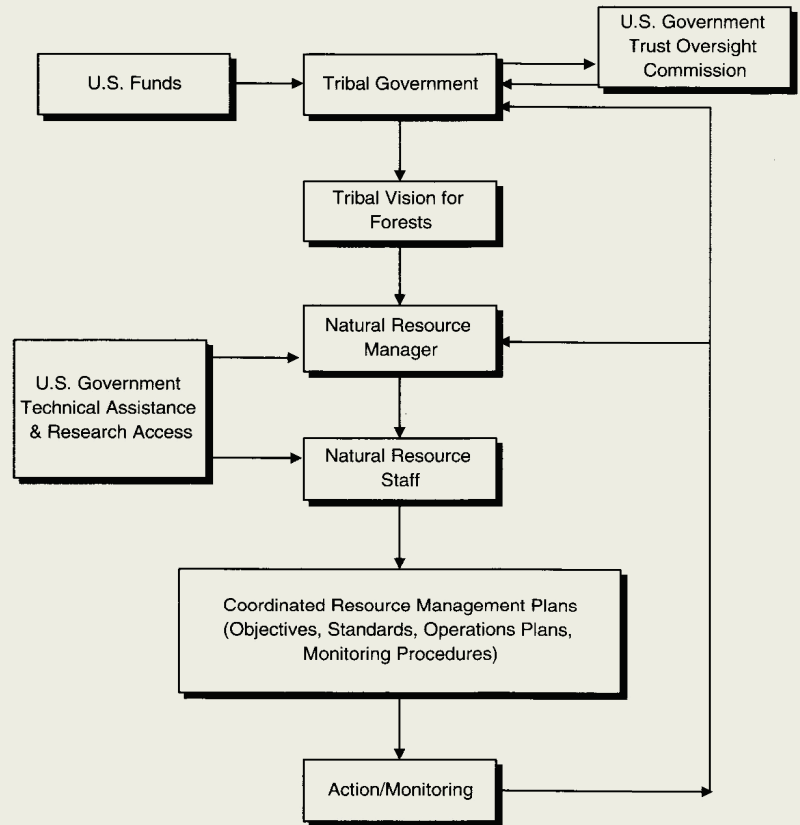 U.S. Funds
Tribal Government
U.S. Government
Trust Oversight
Commission
Tribal Vision for
Forests
Natural Resource
Manager
U.S. Government
Technical Assistance
& Research Access
Natural Resource
Staff
Coordinated Resource Management Plans
(Objectives, Standards, Operations Plans,
Monitoring Procedures)
Action/Monitoring